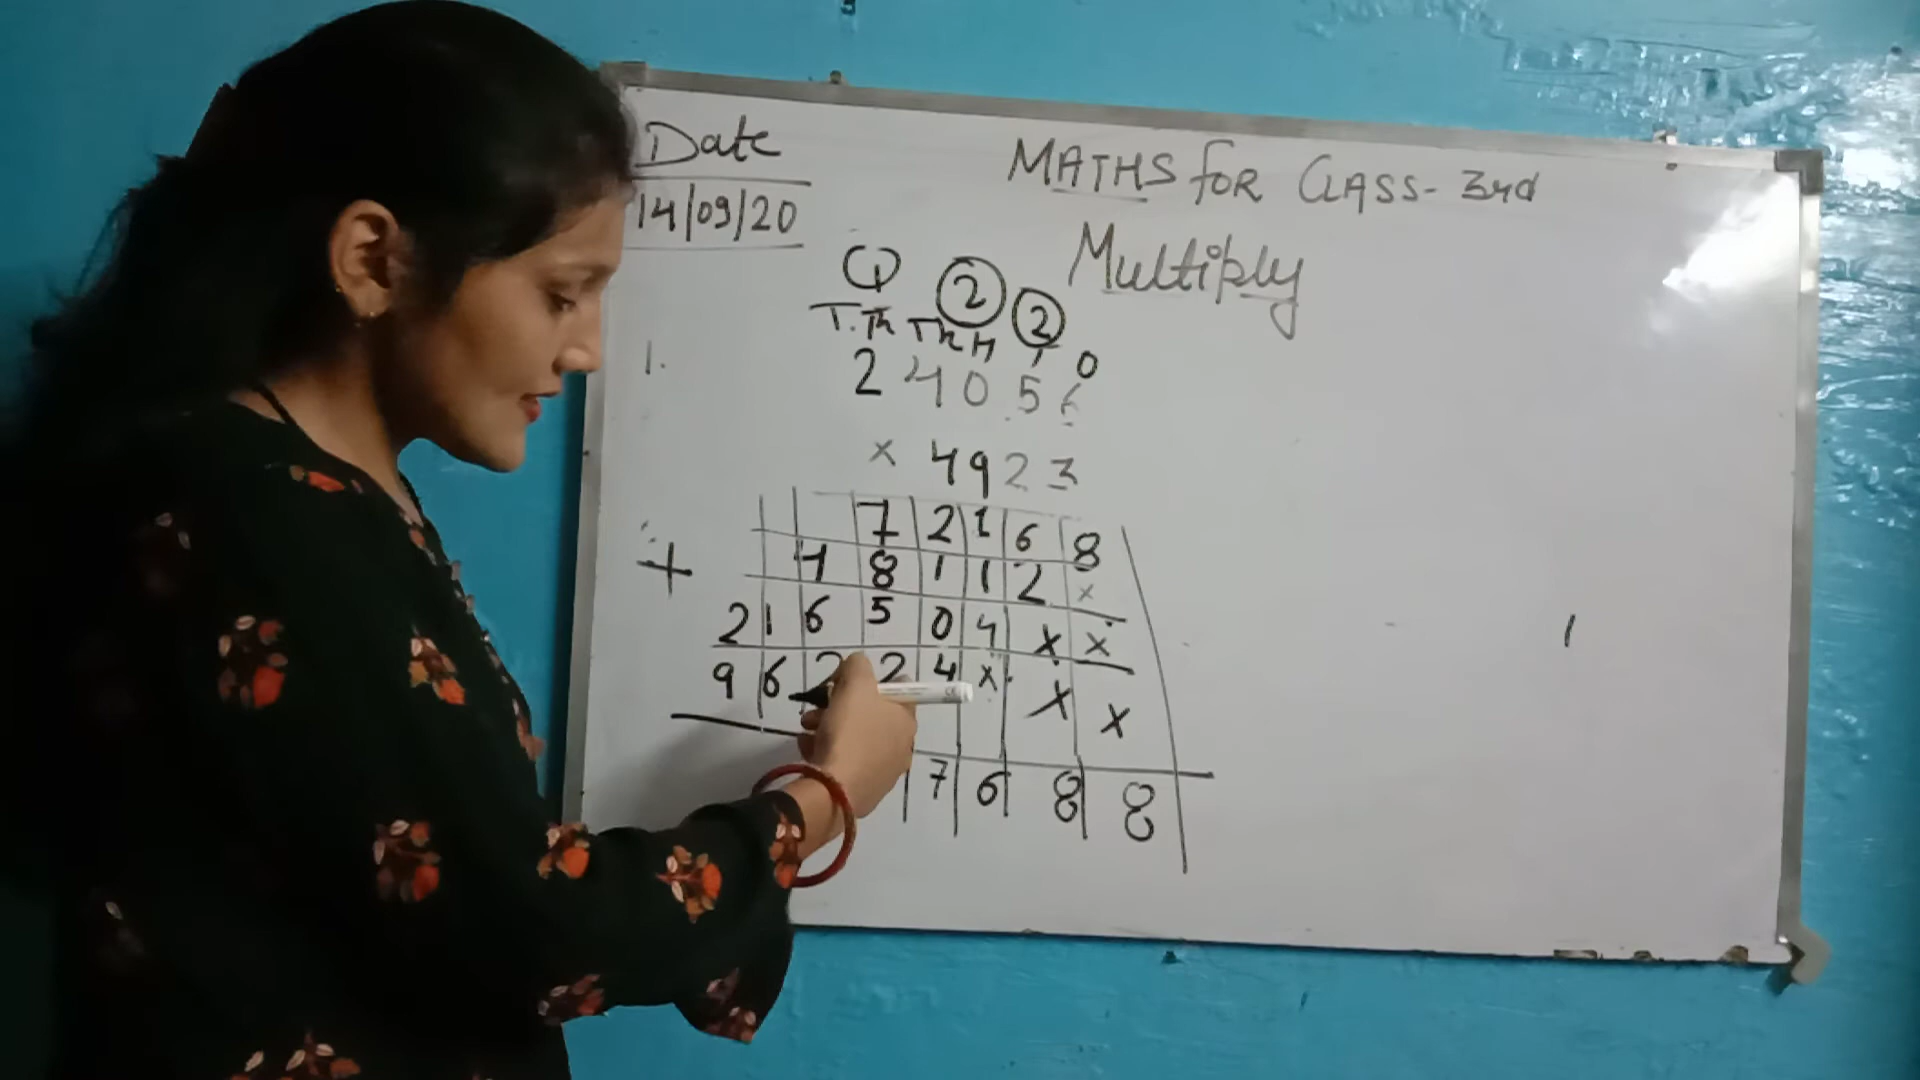 Date
14/09/20
MATHS FOR CLASS- 3rd
Multiply
2 2
T.Th Th H T O
1.
2 4 0 5 6
× 4 9 2 3
7 2 1 6 8
+ 4 8 1 1 2 ×
2 1 6 5 0 4 × ×
9 6 2 2 4 × × ×
7 6 8 8